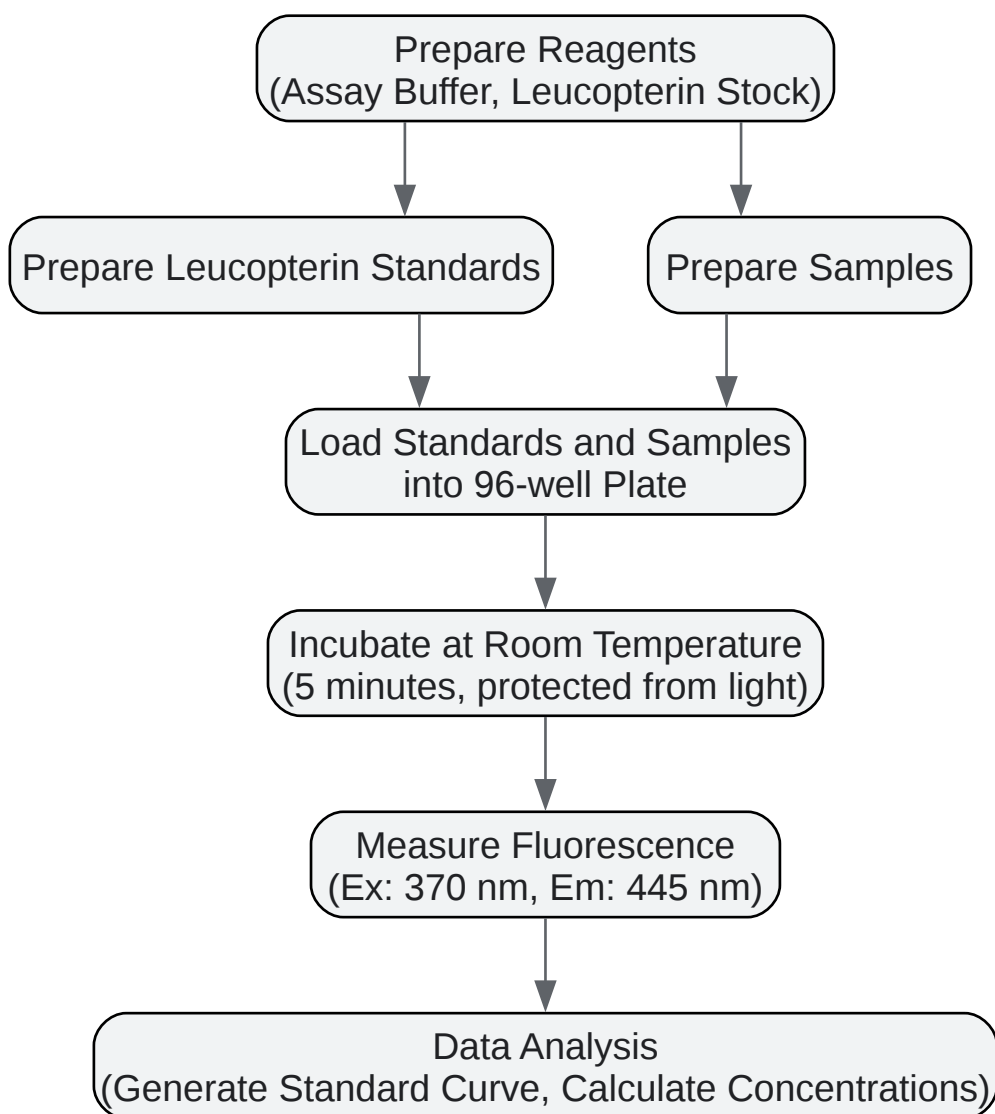 Prepare Reagents
(Assay Buffer, Leucopterin Stock)
Prepare Leucopterin Standards
Prepare Samples
Load Standards and Samples
into 96-well Plate
Incubate at Room Temperature
(5 minutes, protected from light)
Measure Fluorescence
(Ex: 370 nm, Em: 445 nm)
Data Analysis
(Generate Standard Curve, Calculate Concentrations)